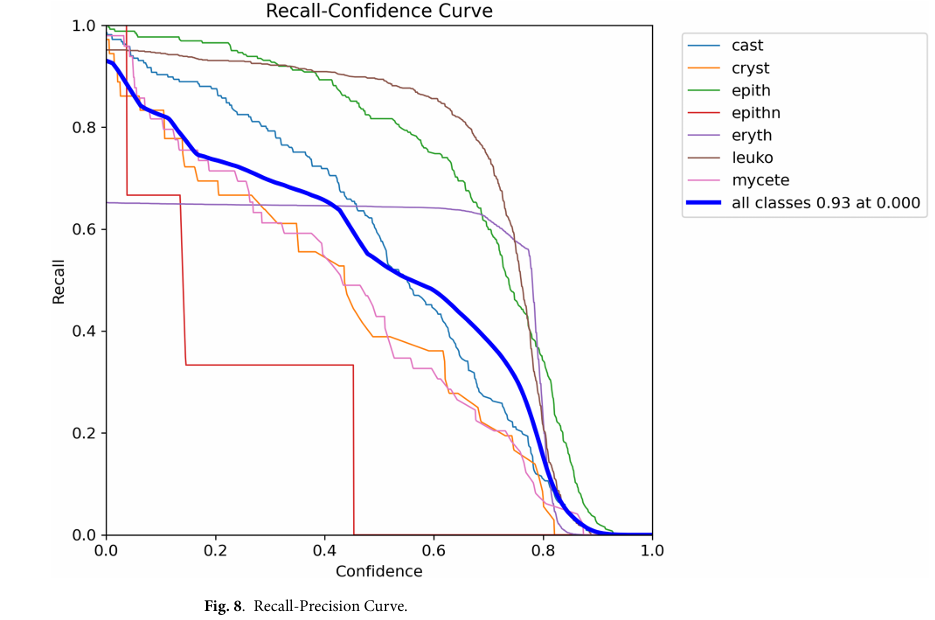 Recall-Confidence Curve
1.0
0.8
0.6
0.4
0.2
0.0
Recall
0.0 0.2 0.4 0.6 0.8 1.0
Confidence
cast
cryst
epith
epithn
eryth
leuko
mycete
all classes 0.93 at 0.000
Fig. 8. Recall-Precision Curve.